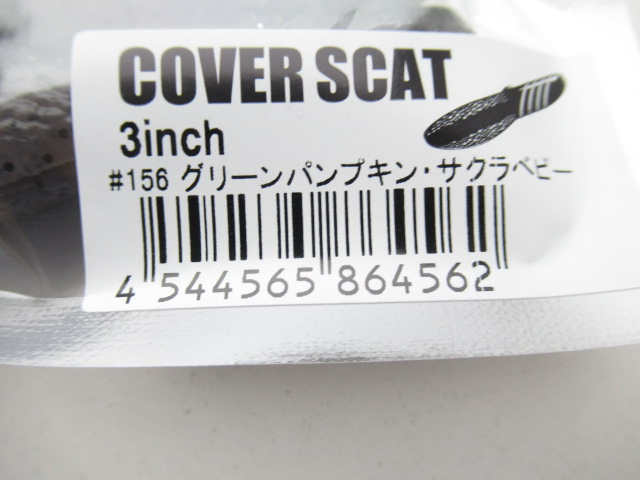 COVER SCAT
3inch
#156 グリーンパンプキン・サクラペビー
4 544565 864562